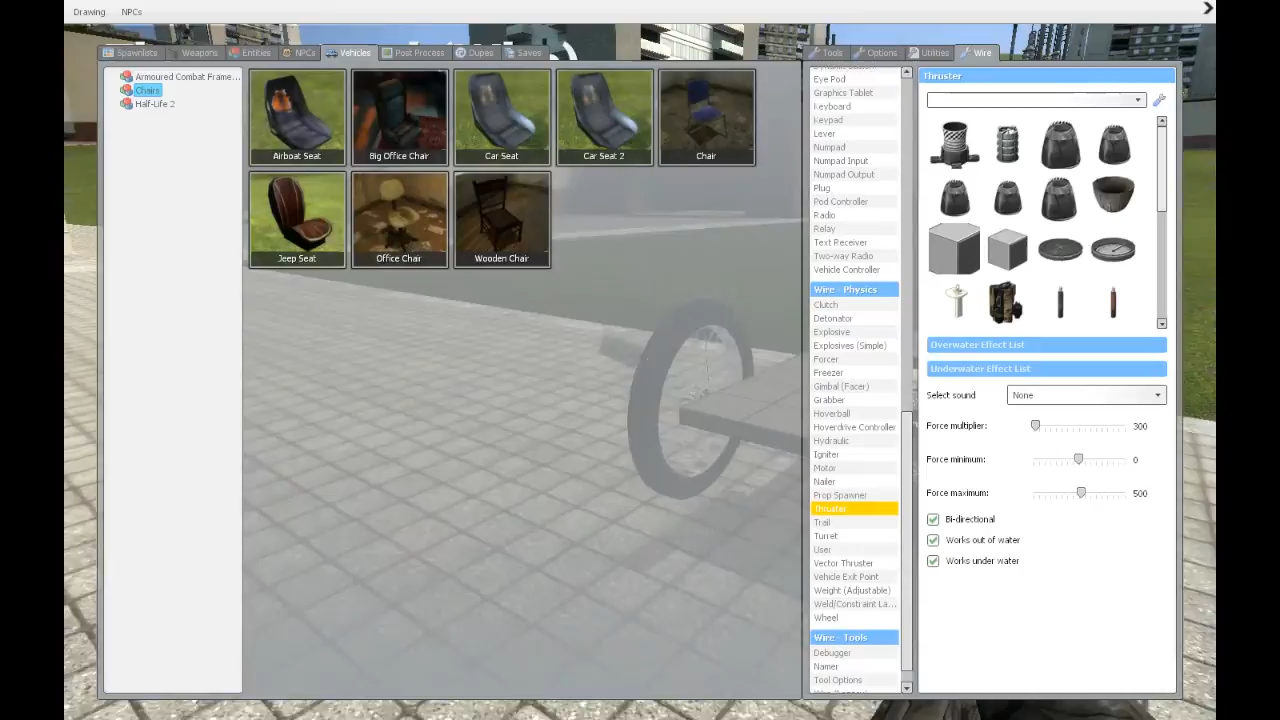 Drawing NPCs
Spawnlists Weapons Entities NPCs Vehicles Post Process Dupes Saves
Tools Options Utilities Wire
Armoured Combat Frame...
Chairs
Half-Life 2
Airboat Seat
Big Office Chair
Car Seat
Car Seat 2
Chair
Jeep Seat
Office Chair
Wooden Chair
Eye Pod
Graphics Tablet
Keyboard
Keypad
Lever
Numpad
Numpad Input
Numpad Output
Plug
Pod Controller
Radio
Relay
Text Receiver
Two-way Radio
Vehicle Controller
Wire - Physics
Clutch
Detonator
Explosive
Explosives (Simple)
Forcer
Freezer
Gimbal (Facer)
Grabber
Hoverball
Hoverdrive Controller
Hydraulic
Igniter
Motor
Nailer
Prop Spawner
Thruster
Trail
Turret
User
Vector Thruster
Vehicle Exit Point
Weight (Adjustable)
Weld/Constraint La...
Wheel
Wire - Tools
Debugger
Namer
Tool Options
Thruster
Overwater Effect List
Underwater Effect List
Select sound None
Force multiplier: 300
Force minimum: 0
Force maximum: 500
Bi-directional
Works out of water
Works under water